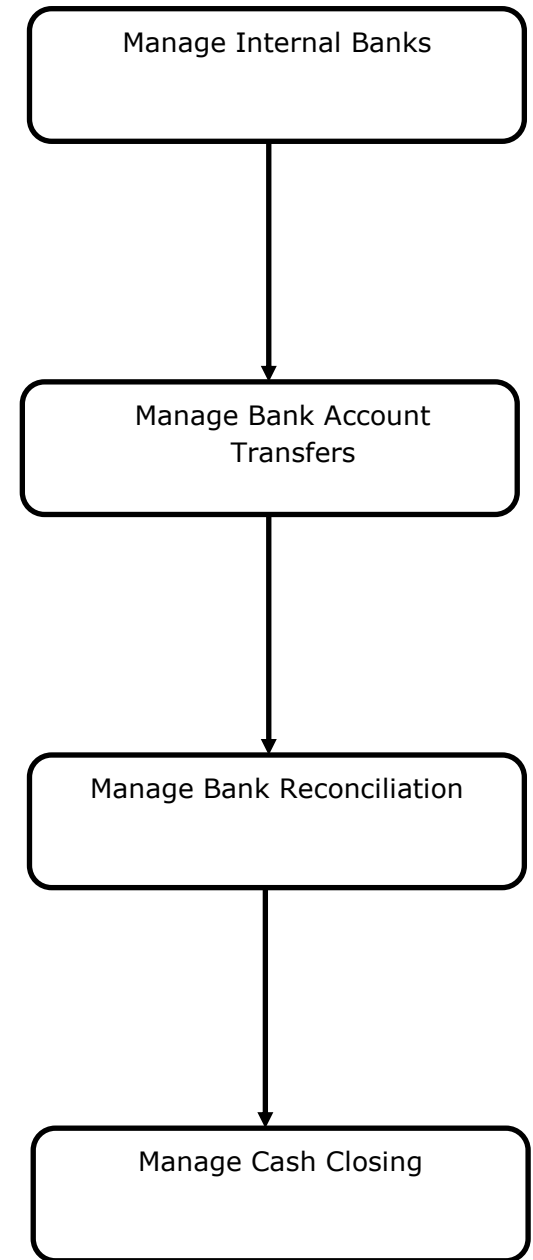 Manage Internal Banks
Manage Bank Account
Transfers
Manage Bank Reconciliation
Manage Cash Closing